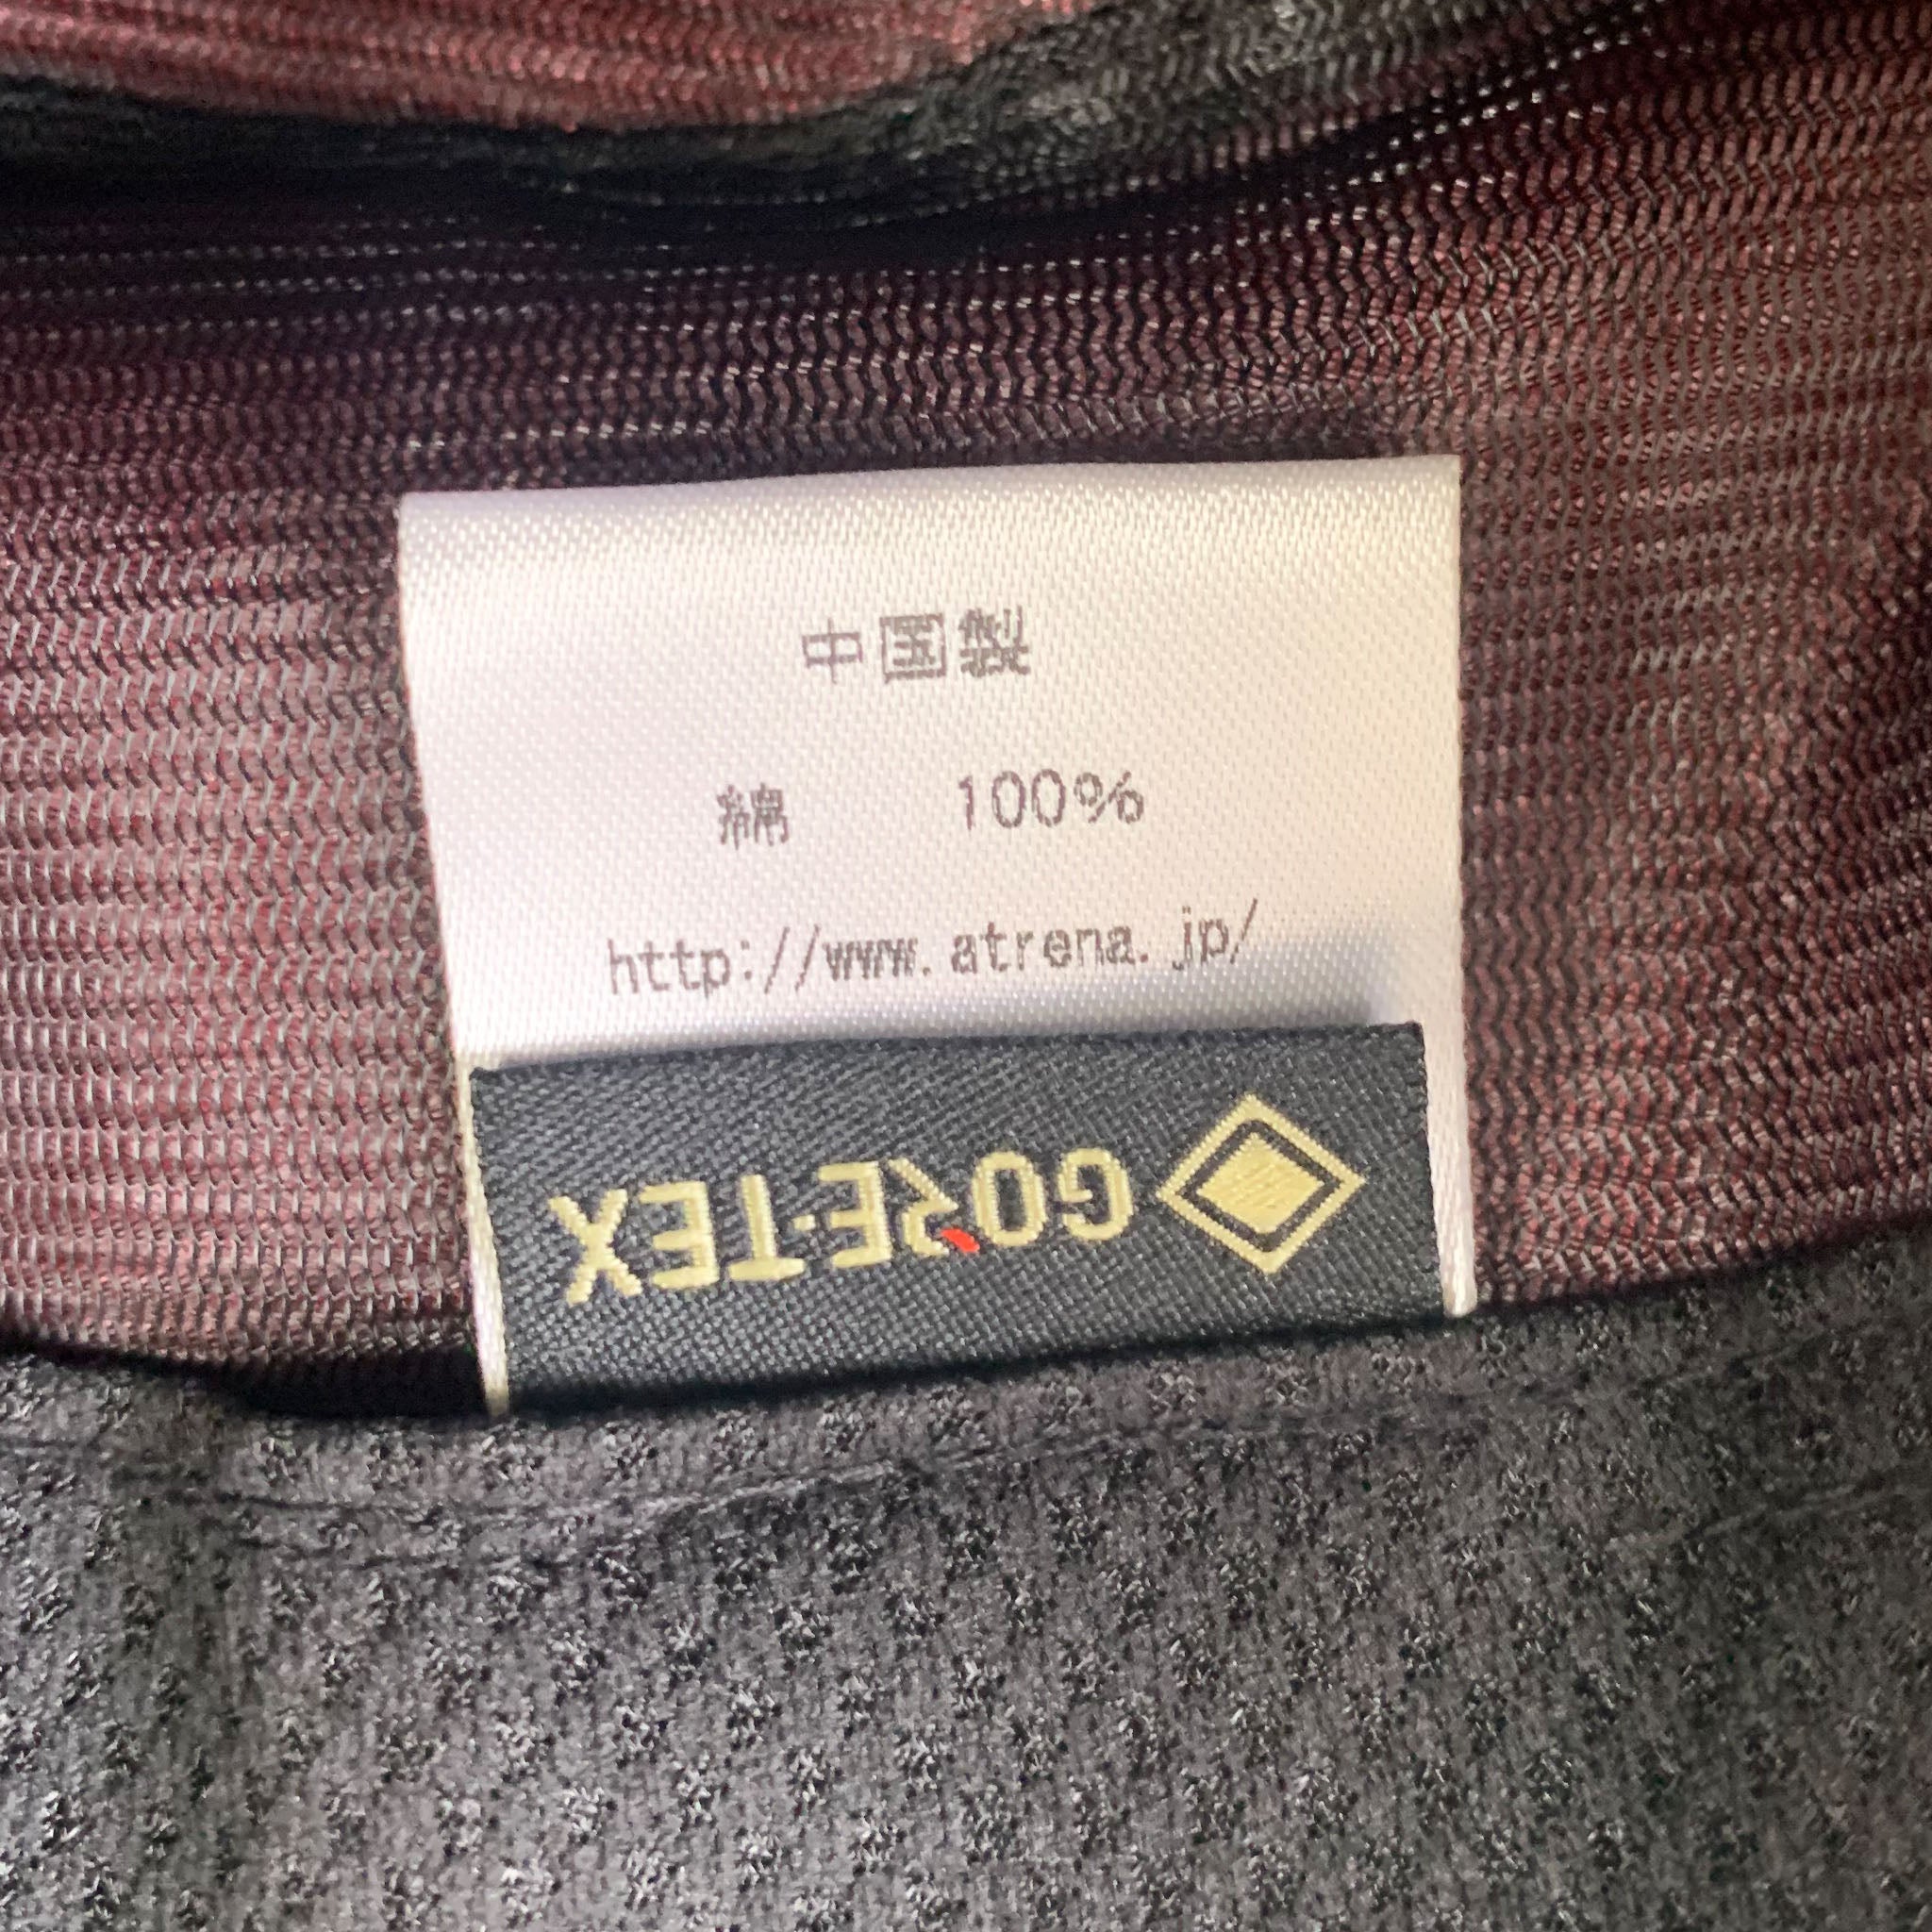 中国製
綿 100%
http://www.atrena.jp/
GORE-TEX